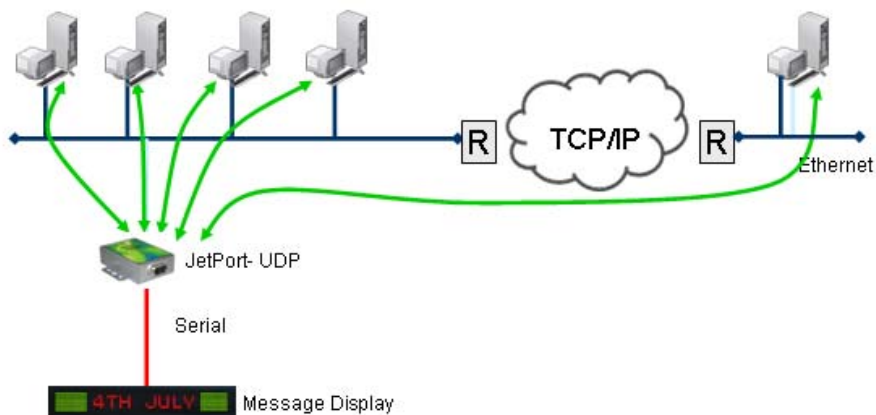 R
TCP/IP
R
Ethernet
JetPort- UDP
Serial
4TH JULY
Message Display